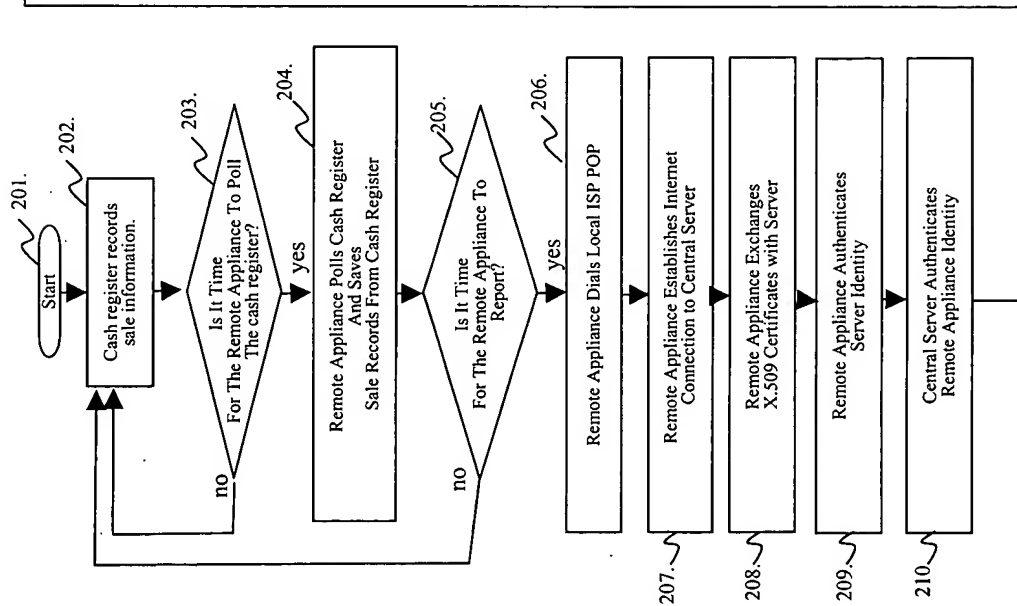 201.
Start
202.
Cash register records
sale information.
203.
Is It Time
For The Remote Appliance To Poll
The cash register?
no
yes
204.
Remote Appliance Polls Cash Register
And Saves
Sale Records From Cash Register
205.
Is It Time
For The Remote Appliance To
Report?
no
yes
206.
Remote Appliance Dials Local ISP POP
207.
Remote Appliance Establishes Internet
Connection to Central Server
208.
Remote Appliance Exchanges
X.509 Certificates with Server
209.
Remote Appliance Authenticates
Server Identity
210.
Central Server Authenticates
Remote Appliance Identity